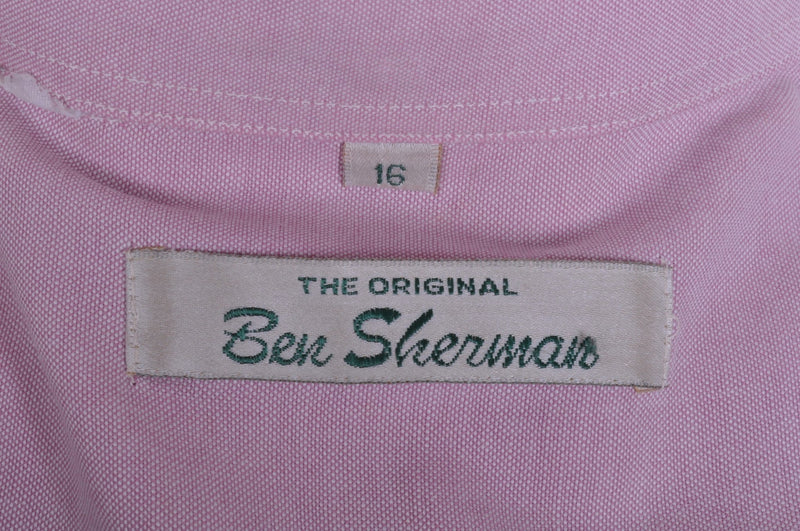 16
THE ORIGINAL
Ben Sherman